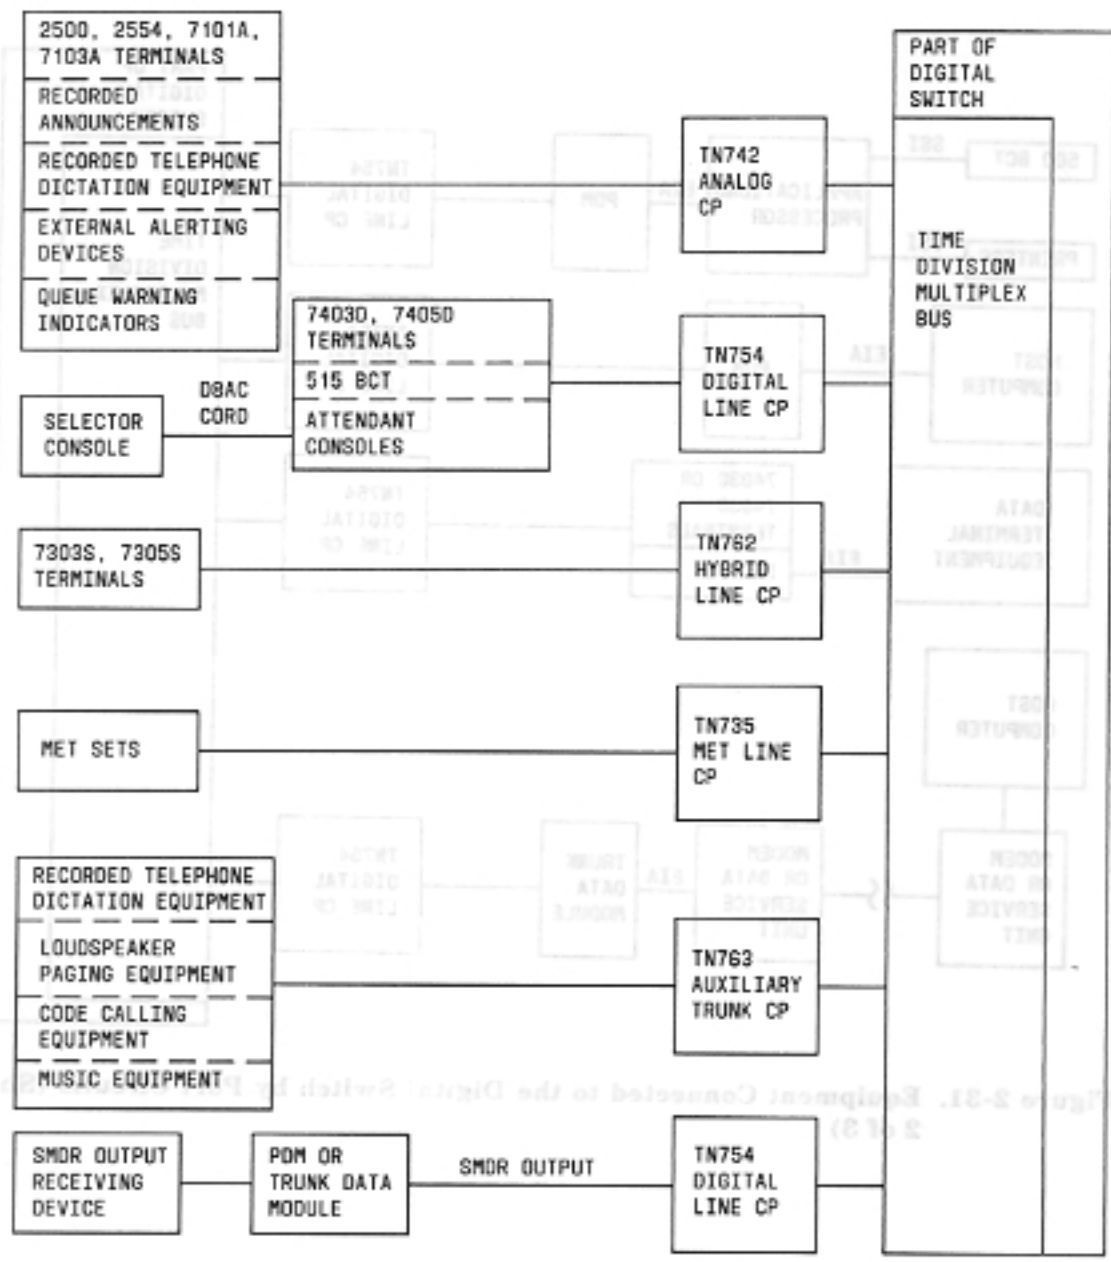 2500, 2554, 7101A,
7103A TERMINALS
RECORDED
ANNOUNCEMENTS
RECORDED TELEPHONE
DICTATION EQUIPMENT
EXTERNAL ALERTING
DEVICES
QUEUE WARNING
INDICATORS
TN742
ANALOG
CP
PART OF
DIGITAL
SWITCH
TIME
DIVISION
MULTIPLEX
BUS
SELECTOR
CONSOLE
D8AC
CORD
7403D, 7405D
TERMINALS
515 BCT
ATTENDANT
CONSOLES
TN754
DIGITAL
LINE CP
7303S, 7305S
TERMINALS
TN762
HYBRID
LINE CP
MET SETS
TN735
MET LINE
CP
RECORDED TELEPHONE
DICTATION EQUIPMENT
LOUDSPEAKER
PAGING EQUIPMENT
CODE CALLING
EQUIPMENT
MUSIC EQUIPMENT
TN763
AUXILIARY
TRUNK CP
SMDR OUTPUT
RECEIVING
DEVICE
PDM OR
TRUNK DATA
MODULE
SMDR OUTPUT
TN754
DIGITAL
LINE CP